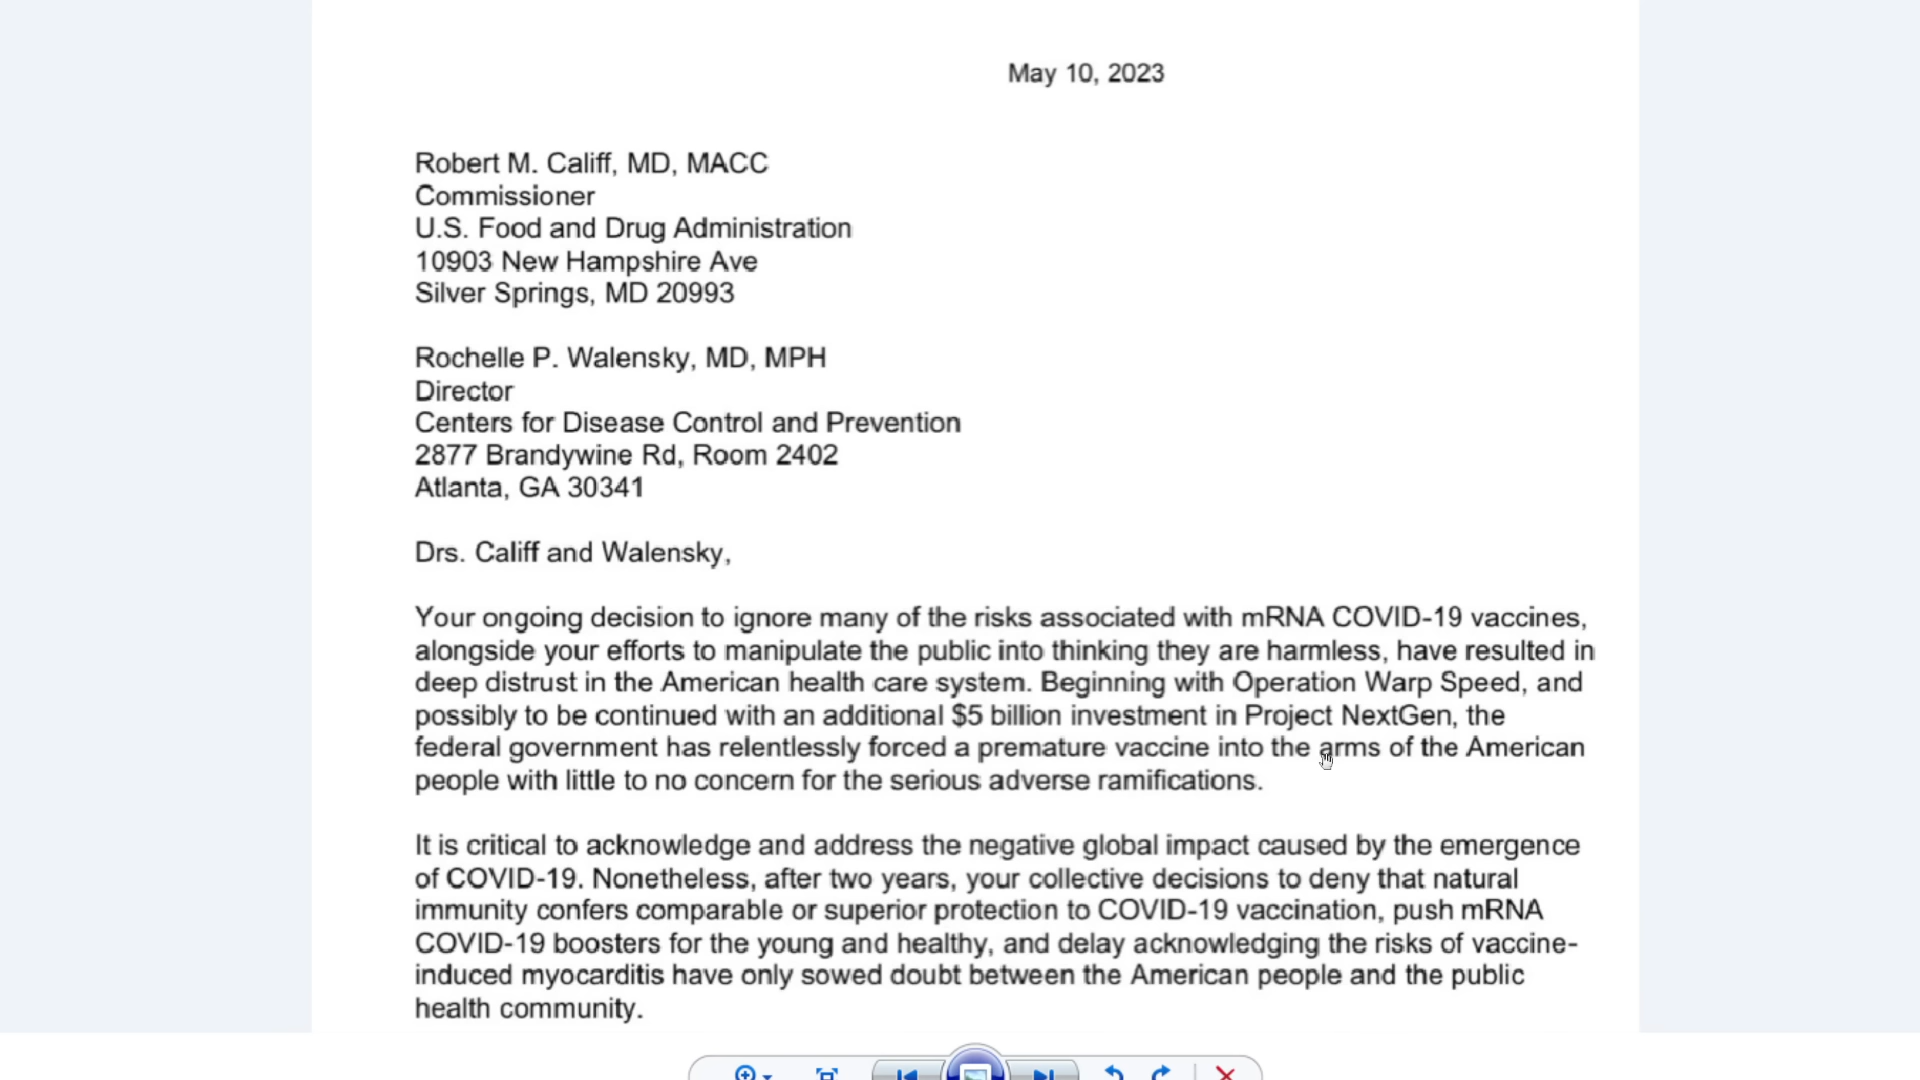 May 10, 2023
Robert M. Califf, MD, MACC
Commissioner
U.S. Food and Drug Administration
10903 New Hampshire Ave
Silver Springs, MD 20993
Rochelle P. Walensky, MD, MPH
Director
Centers for Disease Control and Prevention
2877 Brandywine Rd, Room 2402
Atlanta, GA 30341
Drs. Califf and Walensky,
Your ongoing decision to ignore many of the risks associated with mRNA COVID-19 vaccines,
alongside your efforts to manipulate the public into thinking they are harmless, have resulted in
deep distrust in the American health care system. Beginning with Operation Warp Speed, and
possibly to be continued with an additional $5 billion investment in Project NextGen, the
federal government has relentlessly forced a premature vaccine into the arms of the American
people with little to no concern for the serious adverse ramifications.
It is critical to acknowledge and address the negative global impact caused by the emergence
of COVID-19. Nonetheless, after two years, your collective decisions to deny that natural
immunity confers comparable or superior protection to COVID-19 vaccination, push mRNA
COVID-19 boosters for the young and healthy, and delay acknowledging the risks of vaccine-
induced myocarditis have only sowed doubt between the American people and the public
health community.